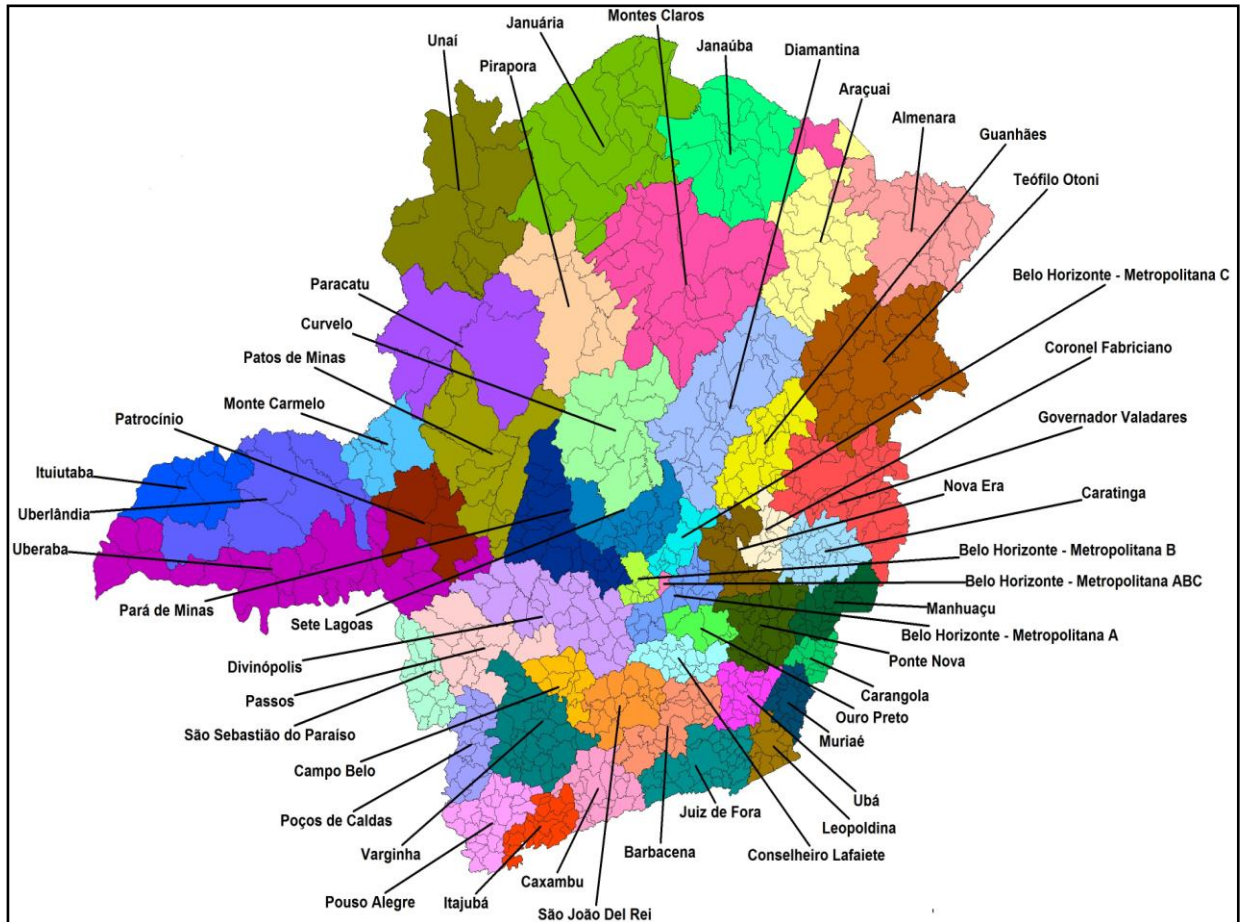 Montes Claros
Januária
Unaí
Janaúba
Diamantina
Pirapora
Araçuai
Almenara
Guanhães
Teófilo Otoni
Belo Horizonte - Metropolitana C
Paracatu
Curvelo
Coronel Fabriciano
Patos de Minas
Monte Carmelo
Governador Valadares
Patrocínio
Nova Era
Ituiutaba
Caratinga
Uberlândia
Uberaba
Belo Horizonte - Metropolitana B
Belo Horizonte - Metropolitana ABC
Pará de Minas
Manhuaçu
Sete Lagoas
Belo Horizonte - Metropolitana A
Ponte Nova
Divinópolis
Carangola
Passos
Ouro Preto
São Sebastião do Paraíso
Muriaé
Campo Belo
Ubá
Poços de Caldas
Juiz de Fora
Leopoldina
Varginha
Barbacena
Conselheiro Lafaiete
Caxambu
Pouso Alegre
Itajubá
São João Del Rei